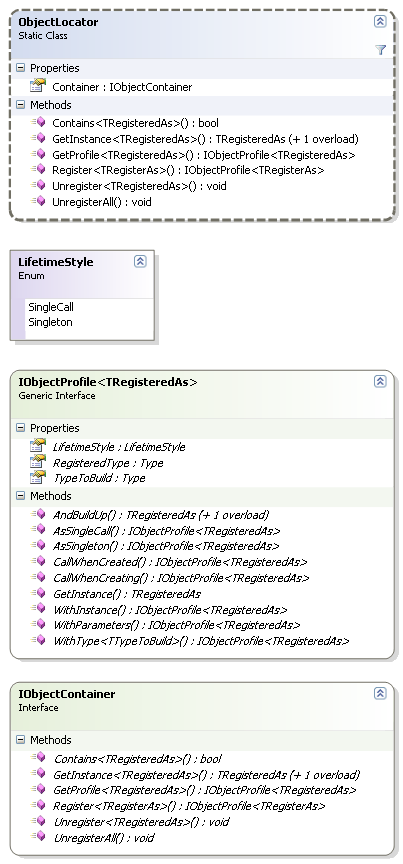 ObjectLocator
Static Class
Properties
Container : IObjectContainer
Methods
Contains<TRegisteredAs>() : bool
GetInstance<TRegisteredAs>() : TRegisteredAs (+ 1 overload)
GetProfile<TRegisteredAs>() : IObjectProfile<TRegisteredAs>
Register<TRegisterAs>() : IObjectProfile<TRegisterAs>
Unregister<TRegisteredAs>() : void
UnregisterAll() : void
LifetimeStyle
Enum
SingleCall
Singleton
IObjectProfile<TRegisteredAs>
Generic Interface
Properties
LifetimeStyle : LifetimeStyle
RegisteredType : Type
TypeToBuild : Type
Methods
AndBuildUp() : TRegisteredAs (+ 1 overload)
AsSingleCall() : IObjectProfile<TRegisteredAs>
AsSingleton() : IObjectProfile<TRegisteredAs>
CallWhenCreated() : IObjectProfile<TRegisteredAs>
CallWhenCreating() : IObjectProfile<TRegisteredAs>
GetInstance() : TRegisteredAs
WithInstance() : IObjectProfile<TRegisteredAs>
WithParameters() : IObjectProfile<TRegisteredAs>
WithType<TTypeToBuild>() : IObjectProfile<TRegisteredAs>
IObjectContainer
Interface
Methods
Contains<TRegisteredAs>() : bool
GetInstance<TRegisteredAs>() : TRegisteredAs (+ 1 overload)
GetProfile<TRegisteredAs>() : IObjectProfile<TRegisteredAs>
Register<TRegisterAs>() : IObjectProfile<TRegisterAs>
Unregister<TRegisteredAs>() : void
UnregisterAll() : void